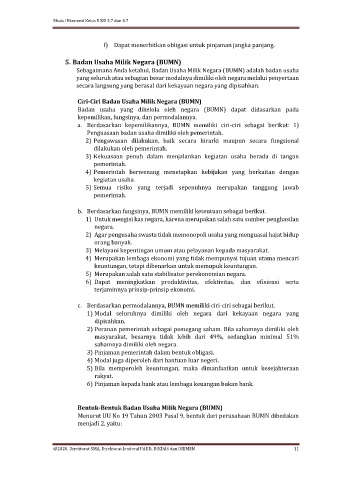 Modul Ekonomi Kelas X KD 3.7 dan 4.7
f) Dapat menerbitkan obligasi untuk pinjaman jangka panjang.
5. Badan Usaha Milik Negara (BUMN)
Sebagaimana Anda ketahui, Badan Usaha Milik Negara (BUMN) adalah badan usaha
yang seluruh atau sebagian besar modalnya dimiliki oleh negara melalui penyertaan
secara langsung yang berasal dari kekayaan negara yang dipisahkan.
Ciri-Ciri Badan Usaha Milik Negara (BUMN)
Badan usaha yang dikelola oleh negara (BUMN) dapat didasarkan pada
kepemilikan, fungsinya, dan permodalannya.
a. Berdasarkan kepemilikannya, BUMN memiliki ciri-ciri sebagai berikut: 1)
Penguasaan badan usaha dimiliki oleh pemerintah.
2) Pengawasan dilakukan, baik secara hirarki maupun secara fungsional
dilakukan oleh pemerintah.
3) Kekuasaan penuh dalam menjalankan kegiatan usaha berada di tangan
pemerintah.
4) Pemerintah berwenang menetapkan kebijakan yang berkaitan dengan
kegiatan usaha.
5) Semua risiko yang terjadi sepenuhnya merupakan tanggung jawab
pemerintah.
b. Berdasarkan fungsinya, BUMN memiliki ketentuan sebagai berikut.
1) Untuk mengisi kas negara, karena merupakan salah satu sumber penghasilan
negara.
2) Agar pengusaha swasta tidak memonopoli usaha yang menguasai hajat hidup
orang banyak.
3) Melayani kepentingan umum atau pelayanan kepada masyarakat.
4) Merupakan lembaga ekonomi yang tidak mempunyai tujuan utama mencari
keuntungan, tetapi dibenarkan untuk memupuk keuntungan.
5) Merupakan salah satu stabilisator perekonomian negara.
6) Dapat meningkatkan produktivitas, efektivitas, dan efisiensi serta
terjaminnya prinsip-prinsip ekonomi.
c. Berdasarkan permodalannya, BUMN memiliki ciri-ciri sebagai berikut.
1) Modal seluruhnya dimiliki oleh negara dari kekayaan negara yang
dipisahkan.
2) Peranan pemerintah sebagai pemegang saham. Bila sahamnya dimiliki oleh
masyarakat, besarnya tidak lebih dari 49%, sedangkan minimal 51%
sahamnya dimiliki oleh negara.
3) Pinjaman pemerintah dalam bentuk obligasi.
4) Modal juga diperoleh dari bantuan luar negeri.
5) Bila memperoleh keuntungan, maka dimanfaatkan untuk kesejahteraan
rakyat.
6) Pinjaman kepada bank atau lembaga keuangan bukan bank.
Bentuk-Bentuk Badan Usaha Milik Negara (BUMN)
Menurut UU No 19 Tahun 2003 Pasal 9, bentuk dari perusahaan BUMN dibedakan
menjadi 2, yaitu:
@2020, Direktorat SMA, Direktorat Jenderal PAUD, DIKDAS dan DIKMEN 11